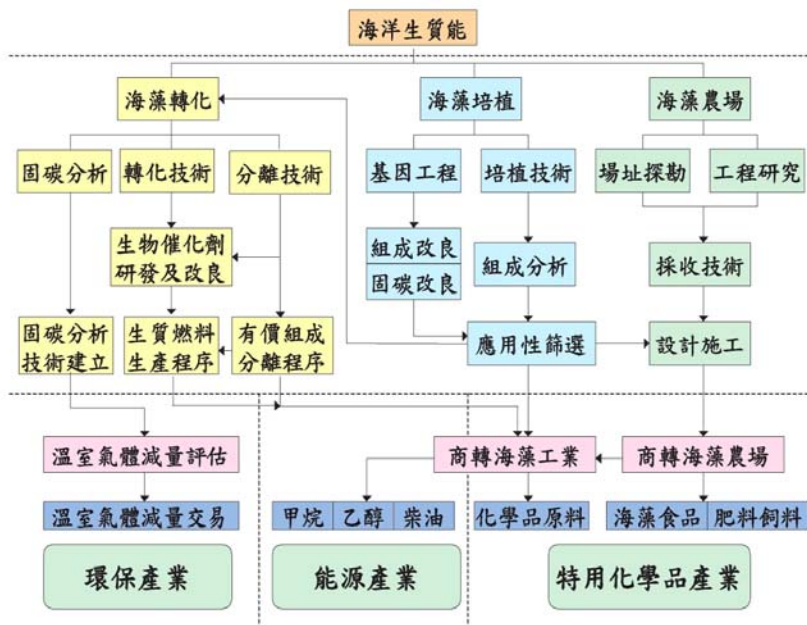 海洋生質能
海藻轉化
海藻培植
海藻農場
固碳分析
轉化技術
分離技術
基因工程
培植技術
場址探勘
工程研究
生物催化劑
研發及改良
組成改良
固碳改良
組成分析
採收技術
固碳分析
技術建立
生質燃料
生產程序
有價組成
分離程序
應用性篩選
設計施工
溫室氣體減量評估
商轉海藻工業
商轉海藻農場
溫室氣體減量交易
甲烷
乙醇
柴油
化學品原料
海藻食品
肥料飼料
環保產業
能源產業
特用化學品產業